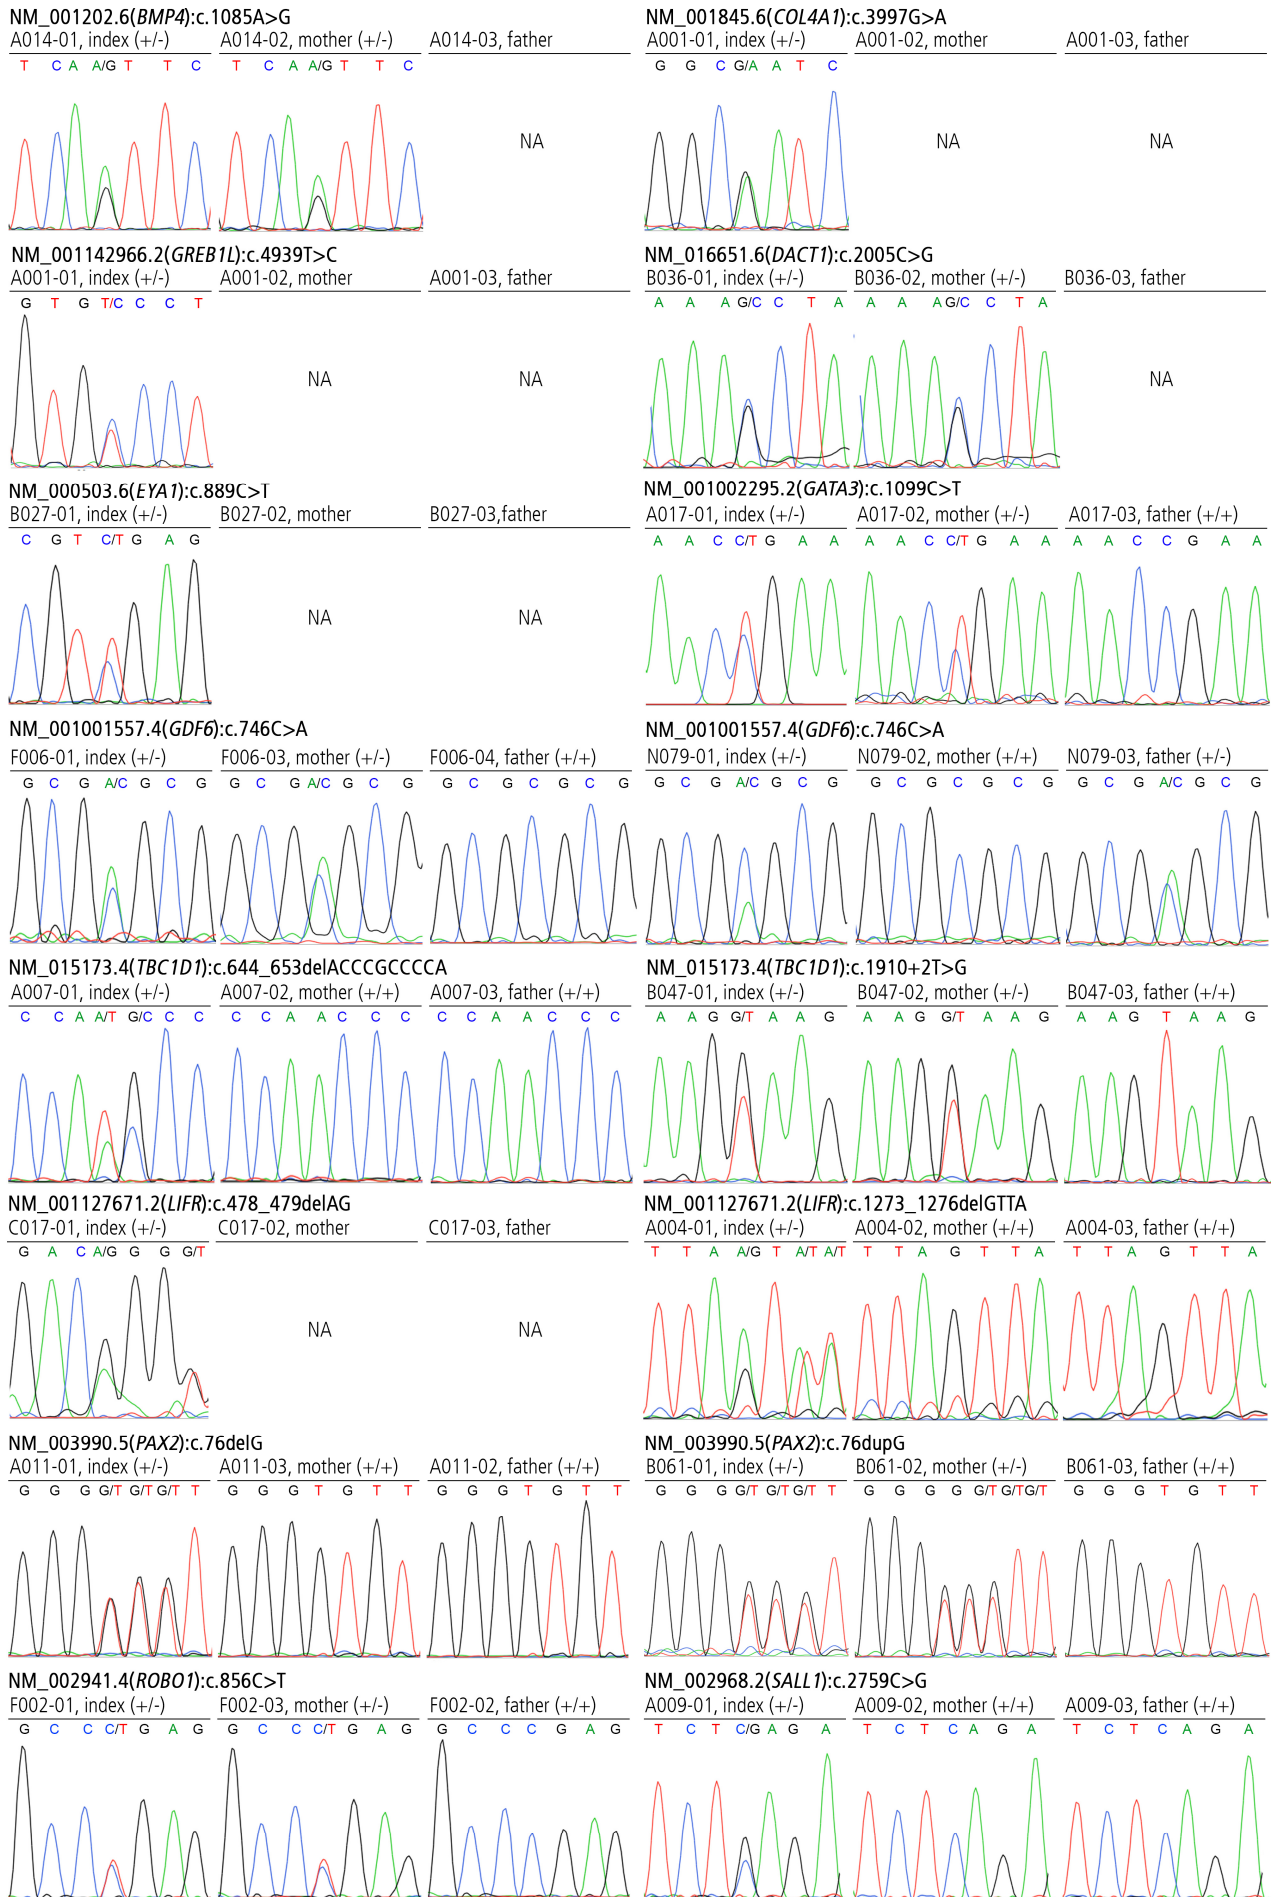 NM_001202.6(BMP4):c.1085A>G
A014-01, index (+/-) A014-02, mother (+/-) A014-03, father
T C A A/G T T C T C A A/G T T C
NA
NM_001845.6(COL4A1):c.3997G>A
A001-01, index (+/-) A001-02, mother A001-03, father
G G C G/A A T C
NA NA
NM_001142966.2(GREB1L):c.4939T>C
A001-01, index (+/-) A001-02, mother A001-03, father
G T G T/C C C T
NA NA
NM_016651.6(DACT1):c.2005C>G
B036-01, index (+/-) B036-02, mother (+/-) B036-03, father
A A A G/C C T A A A A G/C C T A
NA
NM_000503.6(EYA1):c.889C>T
B027-01, index (+/-) B027-02, mother B027-03,father
C G T C/T G A G
NA NA
NM_001002295.2(GATA3):c.1099C>T
A017-01, index (+/-) A017-02, mother (+/-) A017-03, father (+/+)
A A C C/T G A A A A C C/T G A A A A C C G A A
NM_001001557.4(GDF6):c.746C>A
F006-01, index (+/-) F006-03, mother (+/-) F006-04, father (+/+)
G C G A/C G C G G C G A/C G C G G C G C G C G
NM_001001557.4(GDF6):c.746C>A
N079-01, index (+/-) N079-02, mother (+/+) N079-03, father (+/-)
G C G A/C G C G G C G C G C G G C G A/C G C G
NM_015173.4(TBC1D1):c.644_653delACCCGCCCCA
A007-01, index (+/-) A007-02, mother (+/+) A007-03, father (+/+)
C C A A/T G/C C C C C A A C C C C C A A C C C
NM_015173.4(TBC1D1):c.1910+2T>G
B047-01, index (+/-) B047-02, mother (+/-) B047-03, father (+/+)
A A G G/T A A G A A G G/T A A G A A G T A A G
NM_001127671.2(LIFR):c.478_479delAG
C017-01, index (+/-) C017-02, mother C017-03, father
G A C A/G G G G/T
NA NA
NM_001127671.2(LIFR):c.1273_1276delGTTA
A004-01, index (+/-) A004-02, mother (+/+) A004-03, father (+/+)
T T A A/G T A/T A/T T T A G T T A T T A G T T A
NM_003990.5(PAX2):c.76delG
A011-01, index (+/-) A011-03, mother (+/+) A011-02, father (+/+)
G G G G/T G/T G/T T G G G T G T T G G G T G T T
NM_003990.5(PAX2):c.76dupG
B061-01, index (+/-) B061-02, mother (+/-) B061-03, father (+/+)
G G G G/T G/T G/T T G G G G G/T G/T G/T G G G T G T T
NM_002941.4(ROBO1):c.856C>T
F002-01, index (+/-) F002-03, mother (+/-) F002-02, father (+/+)
G C C C/T G A G G C C C/T G A G G C C C G A G
NM_002968.2(SALL1):c.2759C>G
A009-01, index (+/-) A009-02, mother (+/+) A009-03, father (+/+)
T C T C/G A G A T C T C A G A T C T C A G A